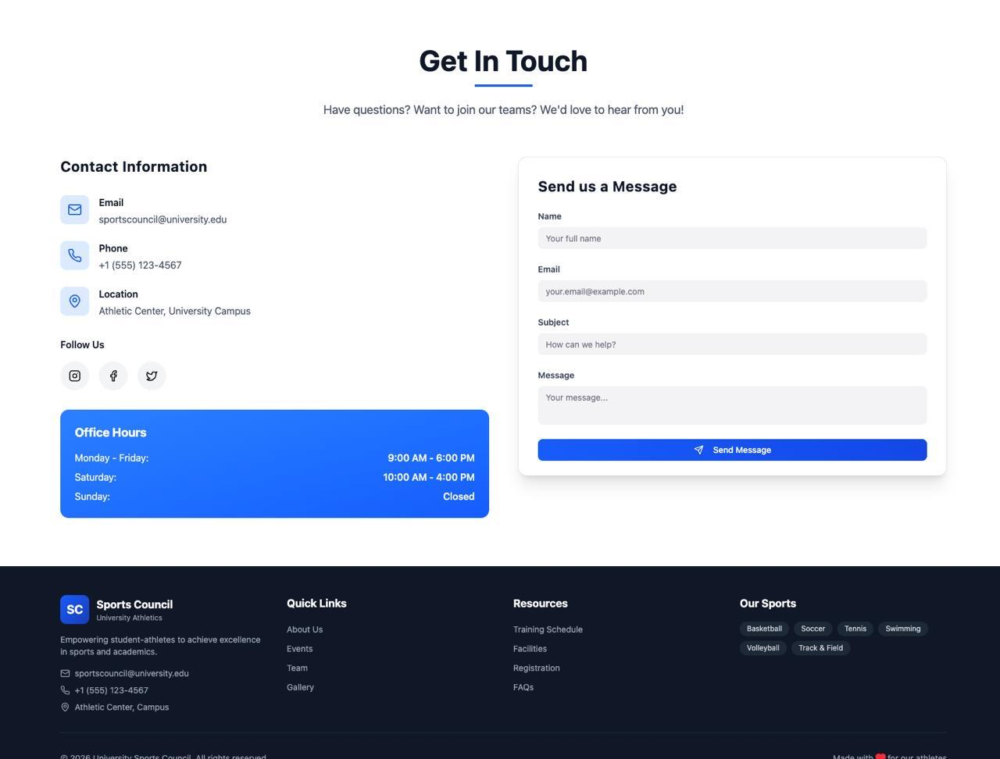 Get In Touch
Have questions? Want to join our teams? We'd love to hear from you!
Contact Information
Email
sportscouncil@university.edu
Phone
+1 (555) 123-4567
Location
Athletic Center, University Campus
Follow Us
Office Hours
Monday - Friday: 9:00 AM - 6:00 PM
Saturday: 10:00 AM - 4:00 PM
Sunday: Closed
Send us a Message
Name
Your full name
Email
your.email@example.com
Subject
How can we help?
Message
Your message...
Send Message
SC
Sports Council
University Athletics
Empowering student-athletes to achieve excellence
in sports and academics.
sportscouncil@university.edu
+1 (555) 123-4567
Athletic Center, Campus
Quick Links
About Us
Events
Team
Gallery
Resources
Training Schedule
Facilities
Registration
FAQs
Our Sports
Basketball Soccer Tennis Swimming
Volleyball Track & Field
© 2026 University Sports Council. All rights reserved.
Made with ❤️ for our athletes